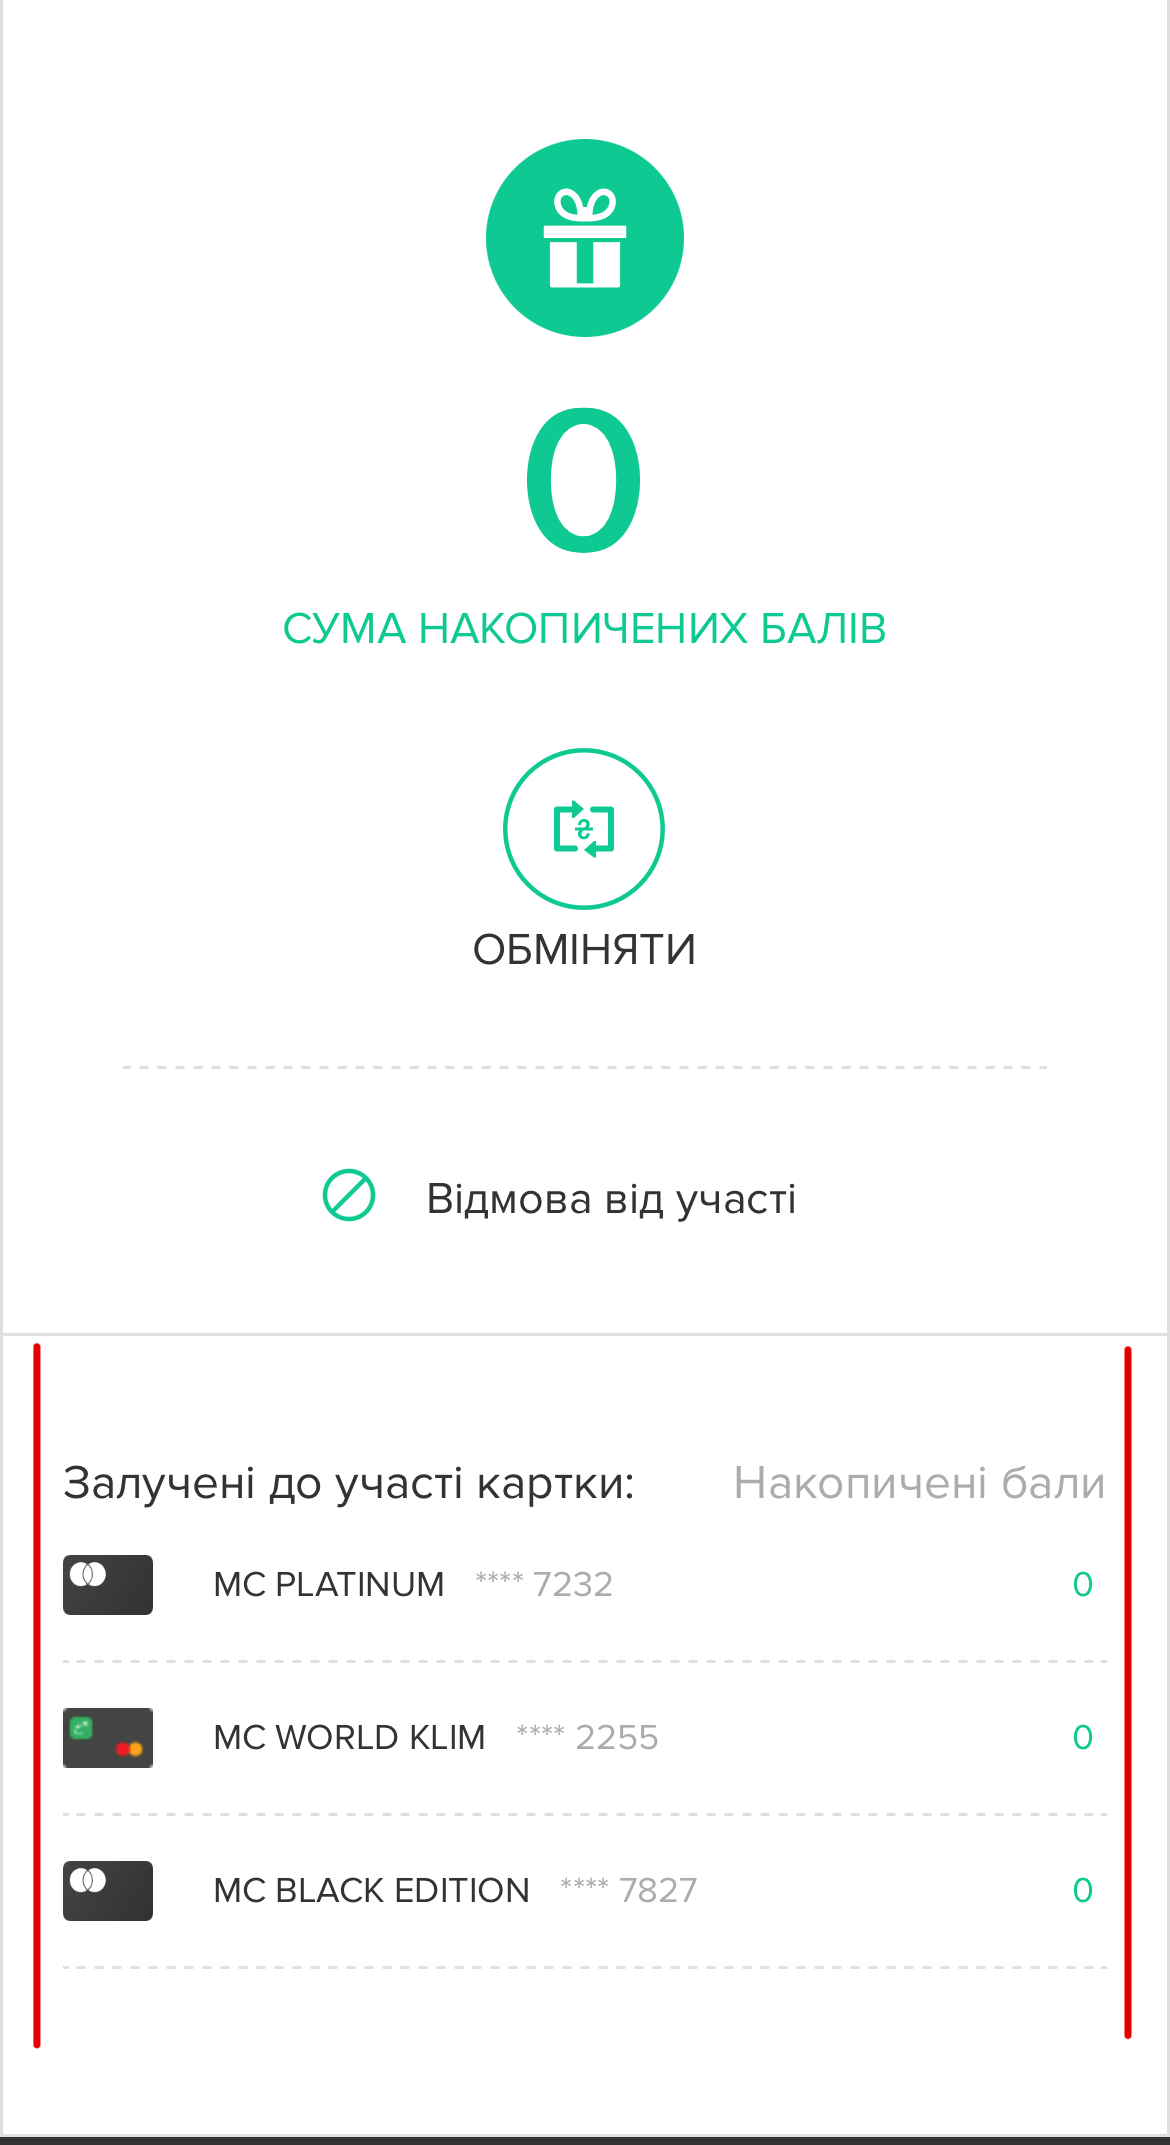 0
СУМА НАКОПИЧЕНИХ БАЛІВ
₴
ОБМІНЯТИ
Відмова від участі
Залучені до участі картки: Накопичені бали
MC PLATINUM **** 7232 0
MC WORLD KLIM **** 2255 0
MC BLACK EDITION **** 7827 0